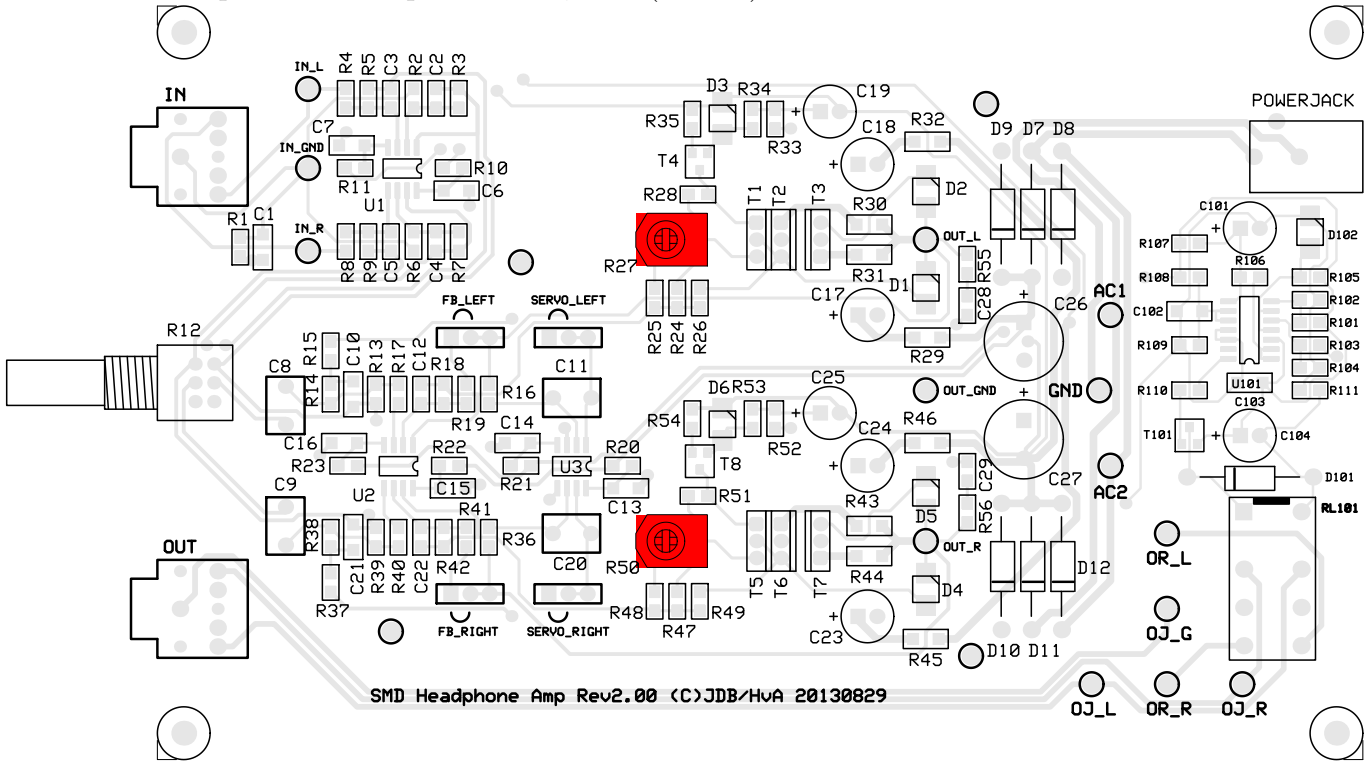 IN
IN_L
R4
R5
C3
R2
C2
R3
C7
IN_GND
R11
U1
R10
C6
R1
C1
IN_R
R8
R9
C5
R6
C4
R7
R35
D3
R34
R33
C19
C18
T4
R28
T1
T2
T3
R27
R25
R24
R26
R30
R31
C17
R32
D2
OUT_L
D1
R55
C28
R29
D9
D7
D8
C26
AC1
POWERJACK
C101
D102
R107
R106
R108
R105
C102
R102
R101
R109
R103
R104
R110
U101
R111
C103
T101
C104
D101
RL101
FB_LEFT
SERVO_LEFT
R12
R15
C10
R13
R17
C12
R18
C8
R14
R19
R16
C11
C16
R23
R22
C14
R21
U3
R20
C15
C13
U2
C9
R38
C21
R39
R40
C22
R42
R41
R36
C20
R37
FB_RIGHT
SERVO_RIGHT
OUT
D6
R53
R54
R52
C25
C24
T8
R51
R50
R48
R47
R49
T5
T6
T7
R43
R44
C23
R46
OUT_GND
GND
C29
D5
R56
OUT_R
D4
R45
C27
AC2
D12
D10
D11
OR_L
OJ_G
OJ_L
OR_R
OJ_R
SMD Headphone Amp Rev2.00 (C)JDB/HvA 20130829